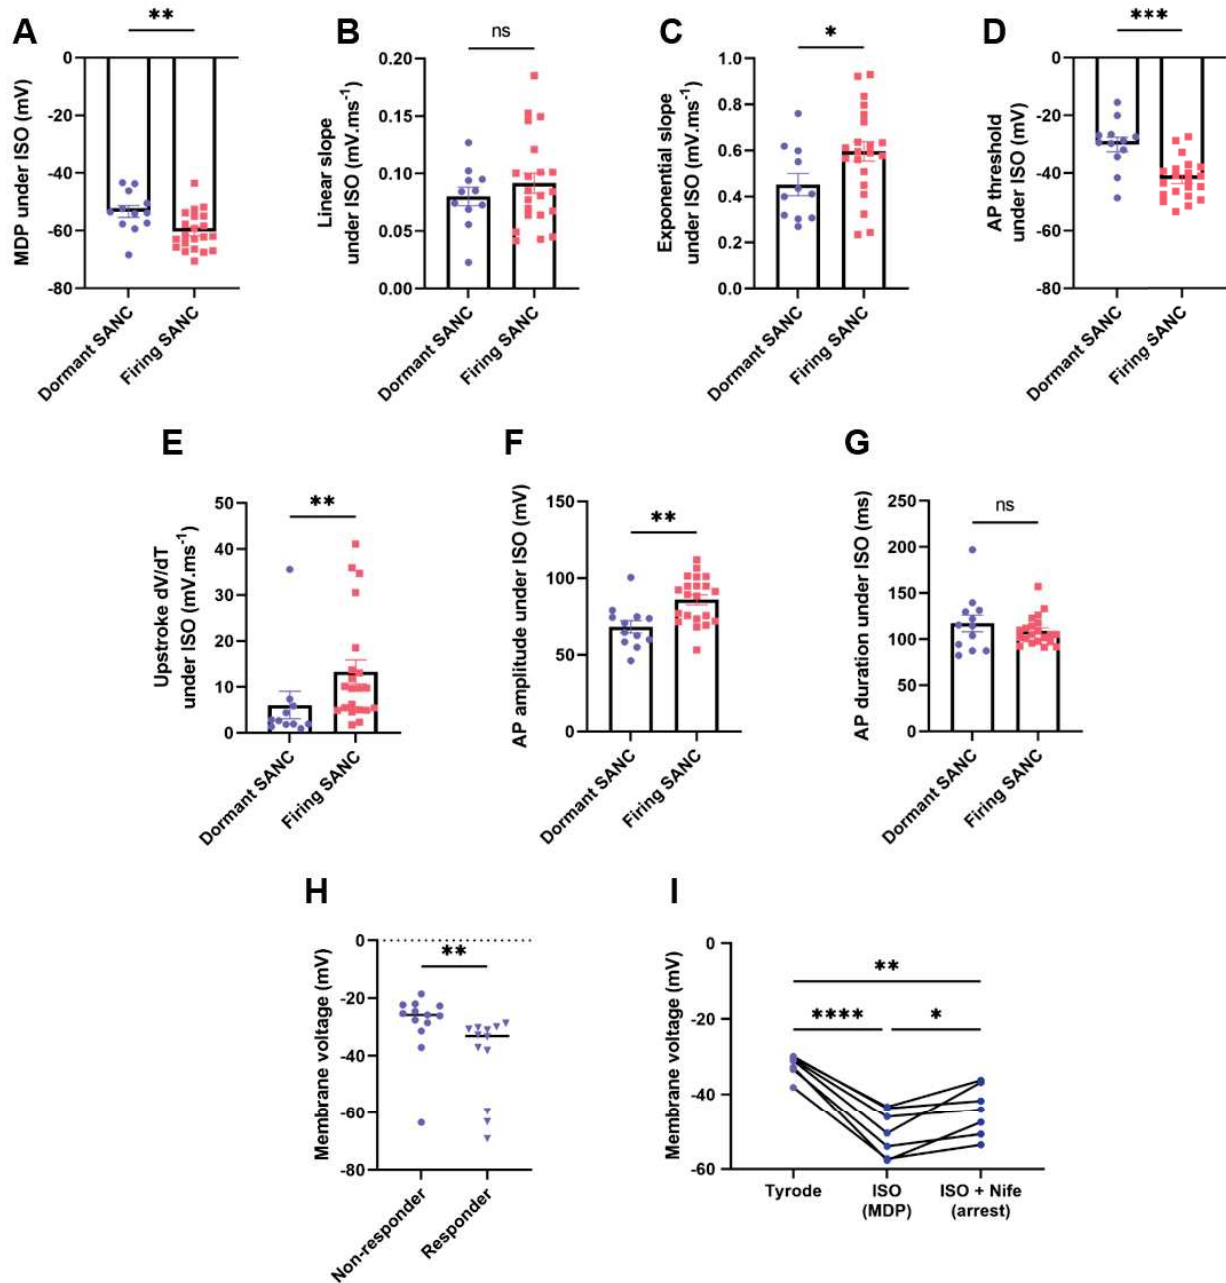 A
**
MDP under ISO (mV)
0
-20
-40
-60
-80
Dormant SANC
Firing SANC
B
ns
Linear slope
under ISO (mV.ms-1)
0.20
0.15
0.10
0.05
0.00
Dormant SANC
Firing SANC
C
*
Exponential slope
under ISO (mV.ms-1)
1.0
0.8
0.6
0.4
0.2
0.0
Dormant SANC
Firing SANC
D
***
AP threshold
under ISO (mV)
0
-20
-40
-60
-80
Dormant SANC
Firing SANC
E
**
Upstroke dV/dT
under ISO (mV.ms-1)
50
40
30
20
10
0
Dormant SANC
Firing SANC
F
**
AP amplitude under ISO (mV)
150
100
50
0
Dormant SANC
Firing SANC
G
ns
AP duration under ISO (ms)
250
200
150
100
50
0
Dormant SANC
Firing SANC
H
**
Membrane voltage (mV)
0
-20
-40
-60
-80
Non-responder
Responder
I
**
****
*
Membrane voltage (mV)
0
-20
-40
-60
Tyrode
ISO
(MDP)
ISO + Nife
(arrest)